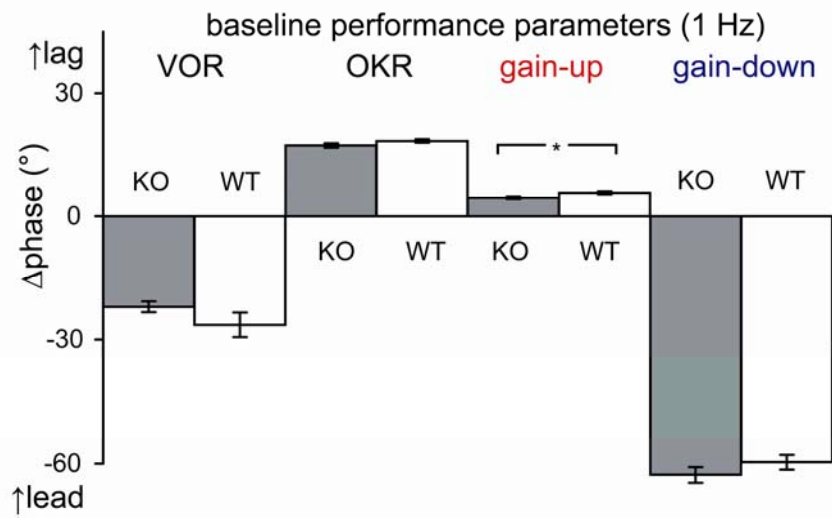 baseline performance parameters (1 Hz)
↑lag
VOR OKR gain-up gain-down
30
*
KO WT KO WT
0
KO WT KO WT
Δphase (°)
-30
-60
↑lead